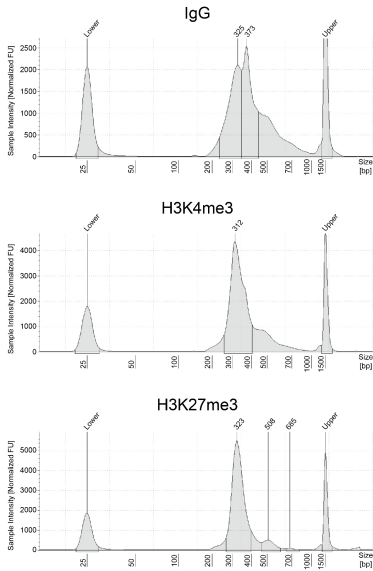 IgG
Lower 325 373 Upper
Sample Intensity [Normalized FU]
2500
2000
1500
1000
500
0
25 50 100 200 300 400 500 700 1000 1500 Size [bp]
H3K4me3
Lower 312 Upper
Sample Intensity [Normalized FU]
4000
3000
2000
1000
0
25 50 100 200 300 400 500 700 1000 1500 Size [bp]
H3K27me3
Lower 323 508 685 Upper
Sample Intensity [Normalized FU]
5000
4000
3000
2000
1000
0
25 50 100 200 300 400 500 700 1000 1500 Size [bp]